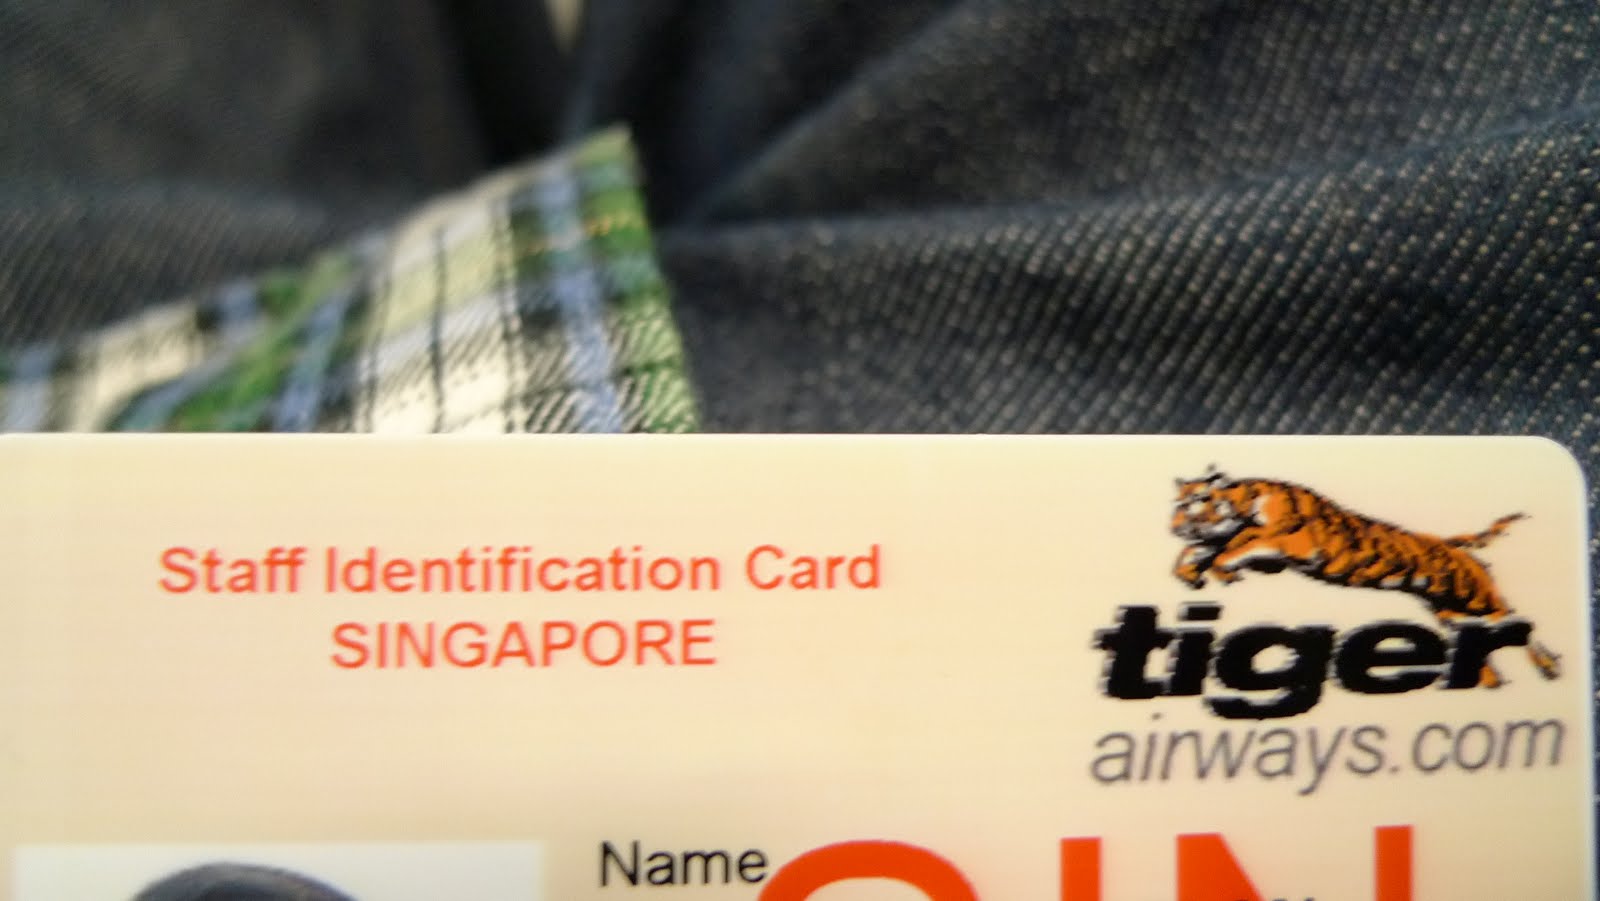 Staff Identification Card
SINGAPORE
tiger
airways.com
Name